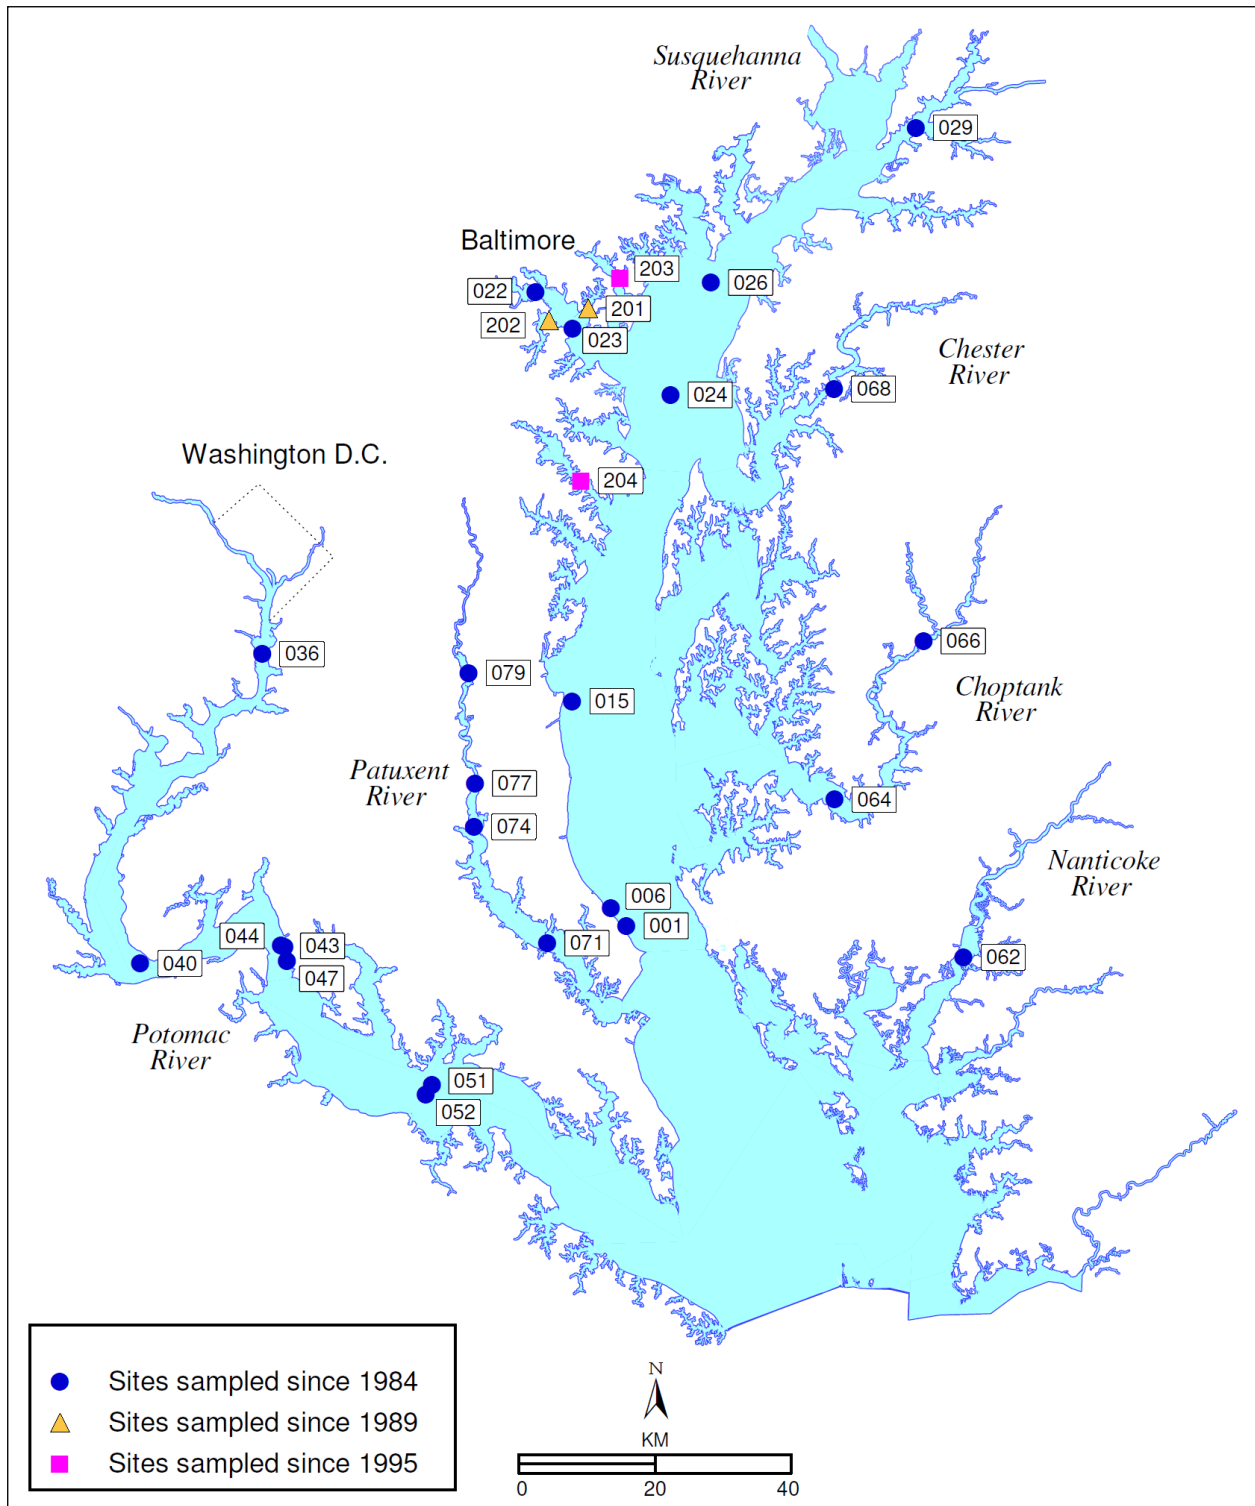 Susquehanna
River
029
Baltimore
203
022
026
201
202
023
Chester
River
068
024
Washington D.C.
204
066
036
079
Choptank
River
015
Patuxent
River
077
064
074
Nanticoke
River
006
001
044
043
071
062
040
047
Potomac
River
051
052
Sites sampled since 1984
Sites sampled since 1989
Sites sampled since 1995
N
KM
0 20 40